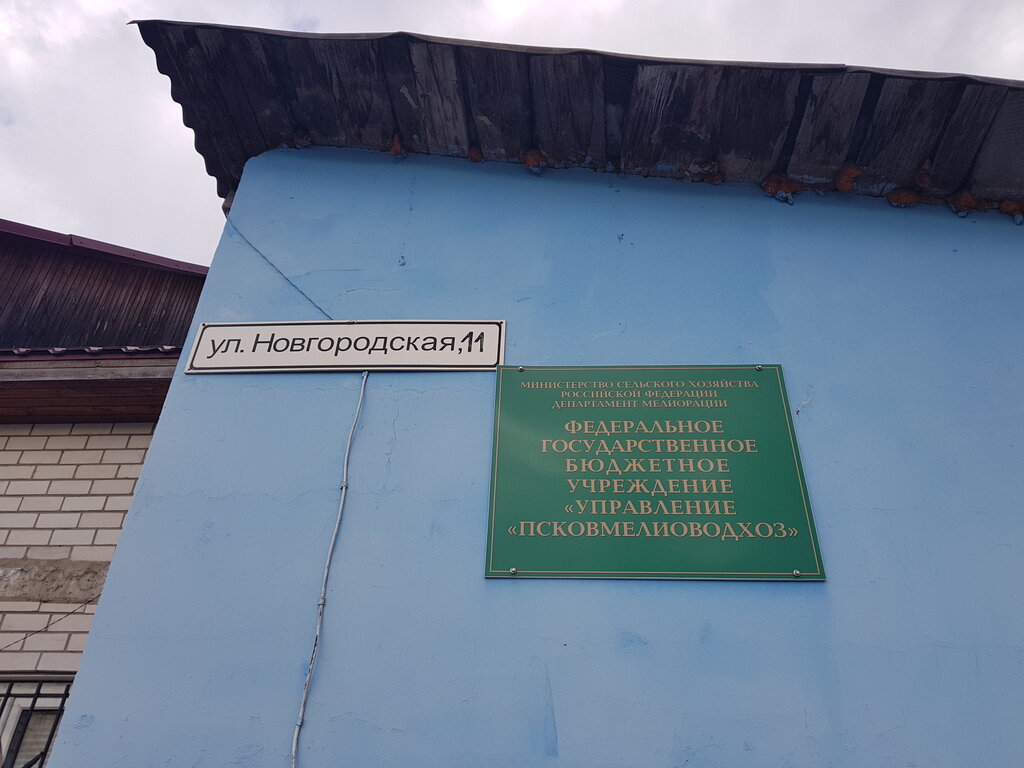 ул. Новгородская,11
МИНИСТЕРСТВО СЕЛЬСКОГО ХОЗЯЙСТВА
РОССИЙСКОЙ ФЕДЕРАЦИИ
ДЕПАРТАМЕНТ МЕЛИОРАЦИИ
ФЕДЕРАЛЬНОЕ
ГОСУДАРСТВЕННОЕ
БЮДЖЕТНОЕ
УЧРЕЖДЕНИЕ
«УПРАВЛЕНИЕ
«ПСКОВМЕЛИОВОДХОЗ»